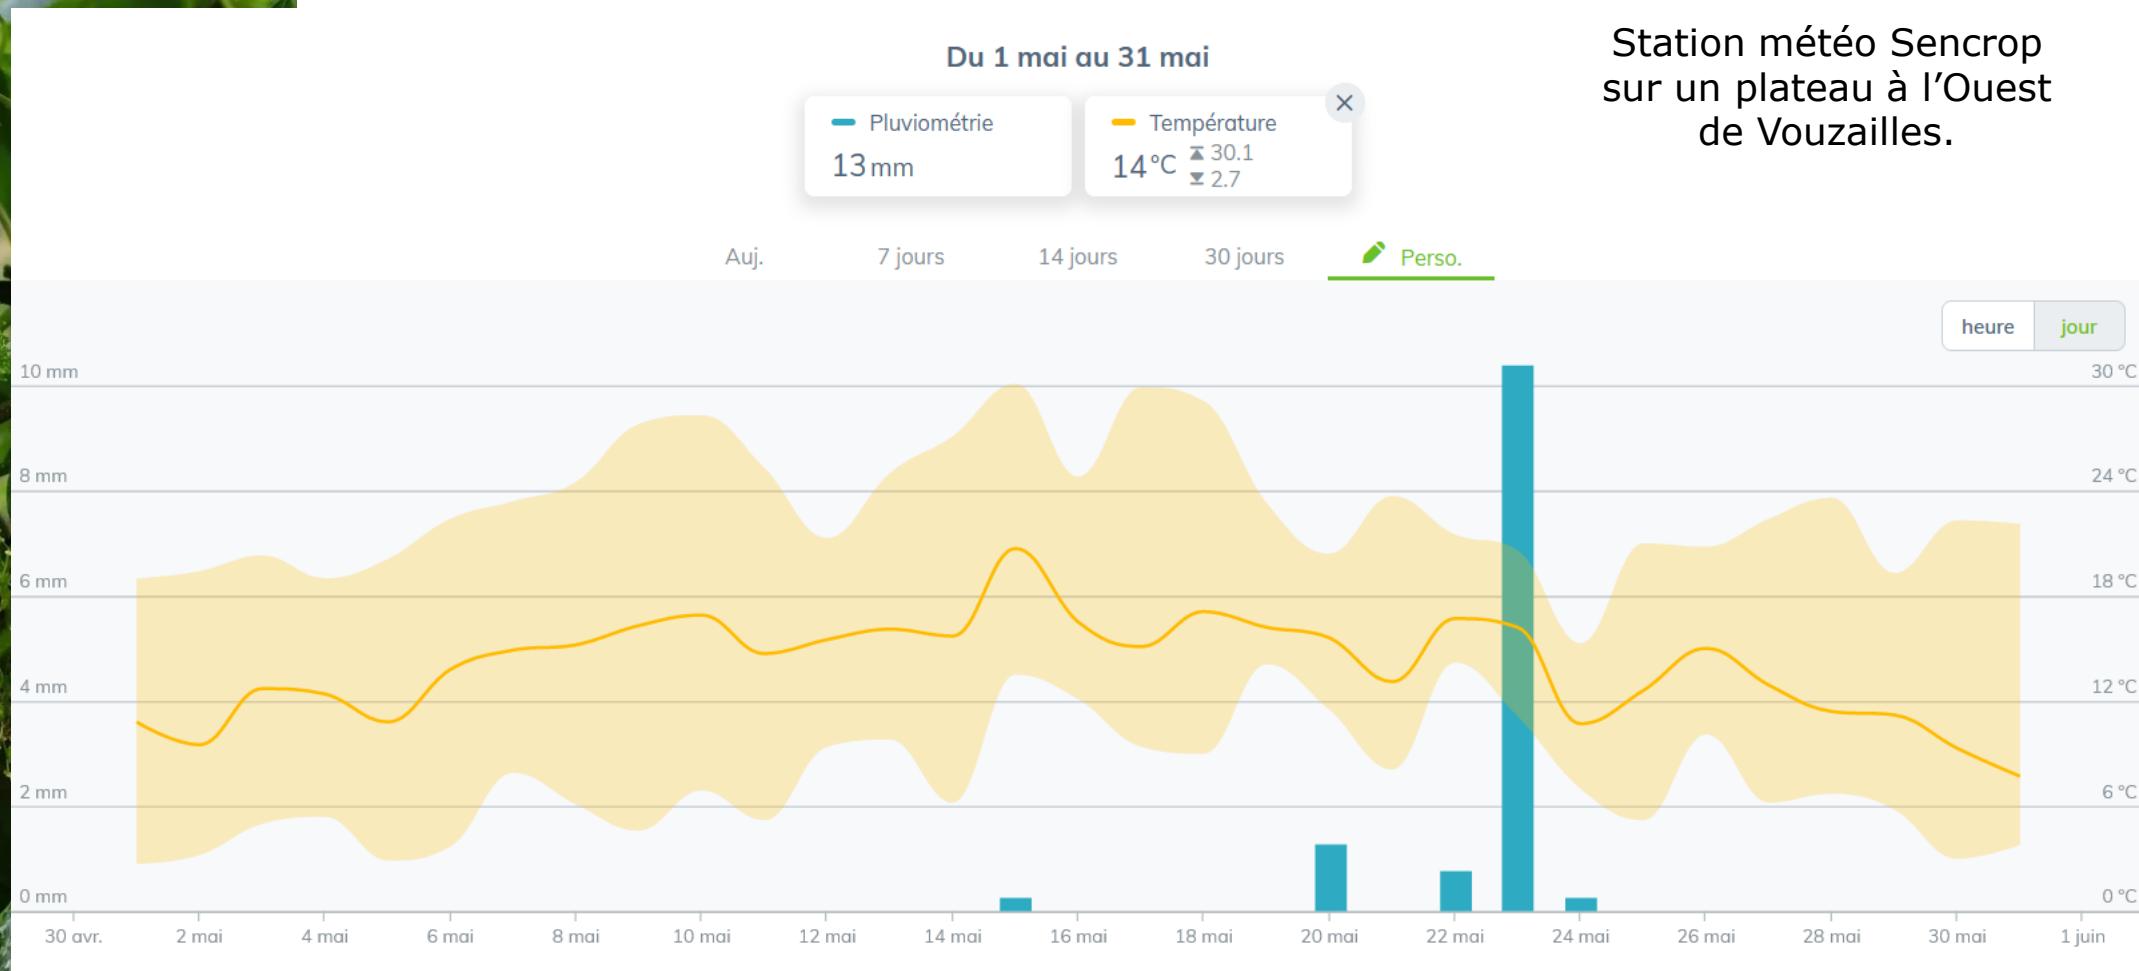 Station météo Sencrop
sur un plateau à l’Ouest
de Vouzailles.
Du 1 mai au 31 mai
Pluviométrie
13 mm
Température
14 °C
30.1
2.7
Auj. 7 jours 14 jours 30 jours Perso.
heure jour
10 mm 30 °C
8 mm 24 °C
6 mm 18 °C
4 mm 12 °C
2 mm 6 °C
0 mm 0 °C
30 avr. 2 mai 4 mai 6 mai 8 mai 10 mai 12 mai 14 mai 16 mai 18 mai 20 mai 22 mai 24 mai 26 mai 28 mai 30 mai 1 juin